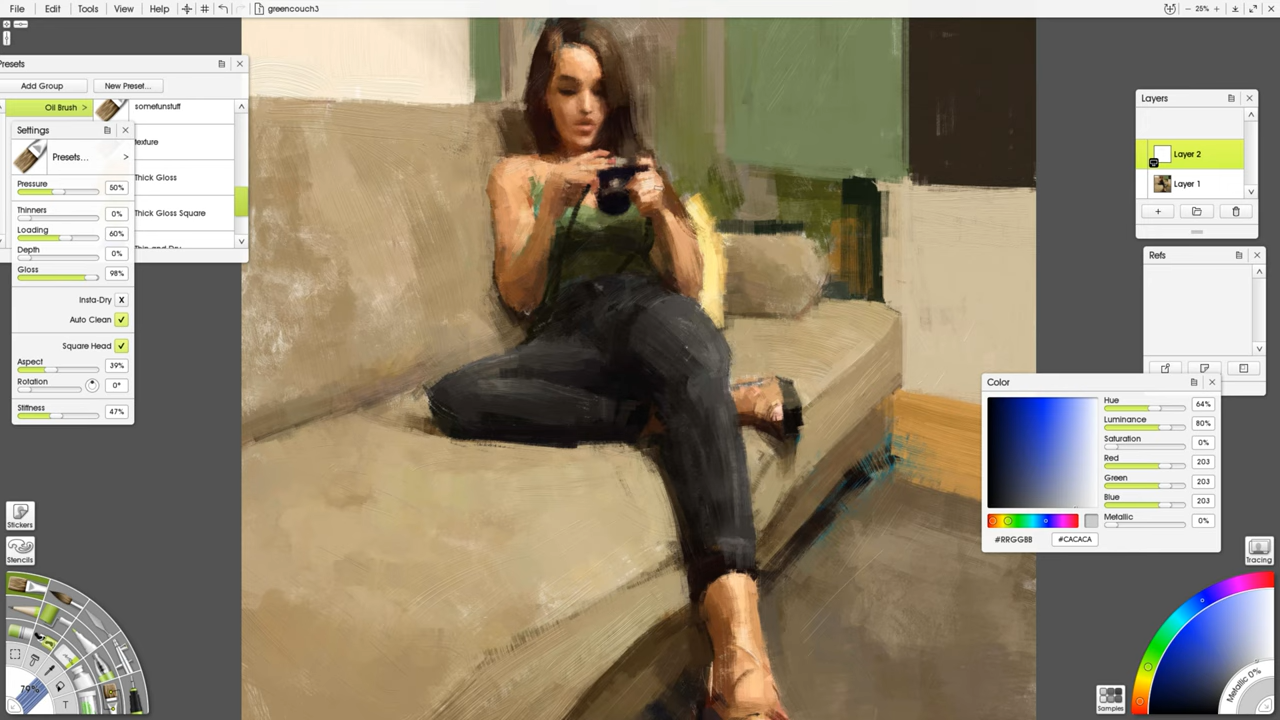 File Edit Tools View Help greencouch3 − 25% +
Presets
Add Group New Preset...
Oil Brush > somefunstuff
Thick Gloss
Thick Gloss Square
Settings
Presets... >
Pressure 50%
Thinners 0%
Loading 60%
Depth 0%
Gloss 98%
Insta-Dry X
Auto Clean
Square Head
Aspect 39%
Rotation 0°
Stiffness 47%
Stickers
Stencils
79%
T
Layers
Layer 2
Layer 1
+
Refs
Color
Hue 64%
Luminance 80%
Saturation 0%
Red 203
Green 203
Blue 203
Metallic 0%
#RRGGBB #CACACA
Tracing
Metallic 0%
Samples